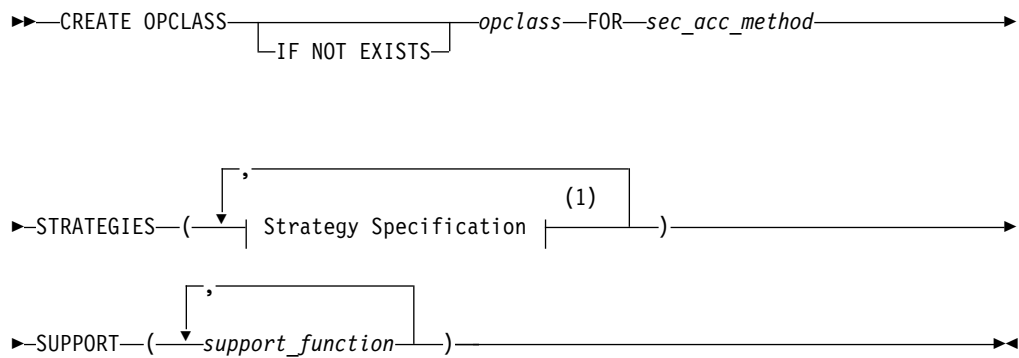 CREATE OPCLASS opclass FOR sec_acc_method
IF NOT EXISTS
,
(1)
STRATEGIES ( Strategy Specification )
,
SUPPORT ( support_function )